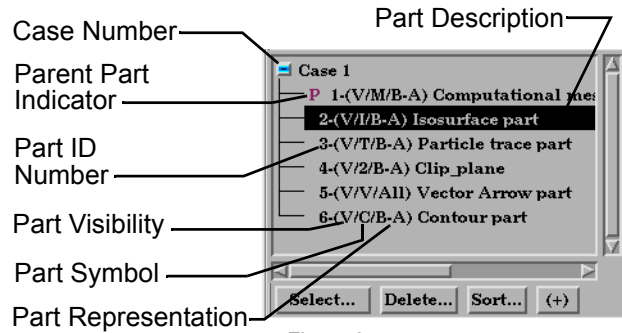 Part Description
Case Number
Case 1
Parent Part
Indicator
P 1-(V/M/B-A) Computational mes
2-(V/I/B-A) Isosurface part
Part ID
Number
3-(V/T/B-A) Particle trace part
4-(V/2/B-A) Clip_plane
5-(V/V/All) Vector Arrow part
Part Visibility
6-(V/C/B-A) Contour part
Part Symbol
Part Representation
Select... Delete... Sort... (+)